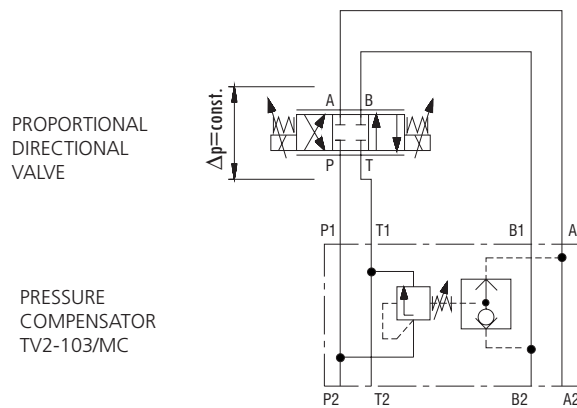 A B
Δp=const.
PROPORTIONAL
DIRECTIONAL
VALVE
P T
P1 T1 B1 A
PRESSURE
COMPENSATOR
TV2-103/MC
P2 T2 B2 A2